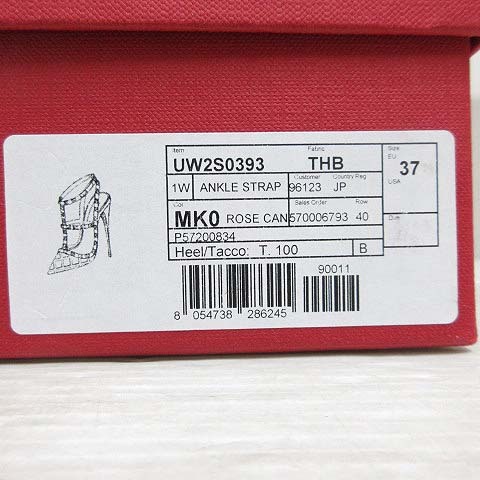 Item Fabric Size
UW2S0393 THB EU 37
USA
1W ANKLE STRAP Customer 96123 Country Reg JP
Col. Sales Order Row
MK0 ROSE CAN 570006793 40
P57200834
Heel/Tacco: T. 100 B
90011
8 054738 286245